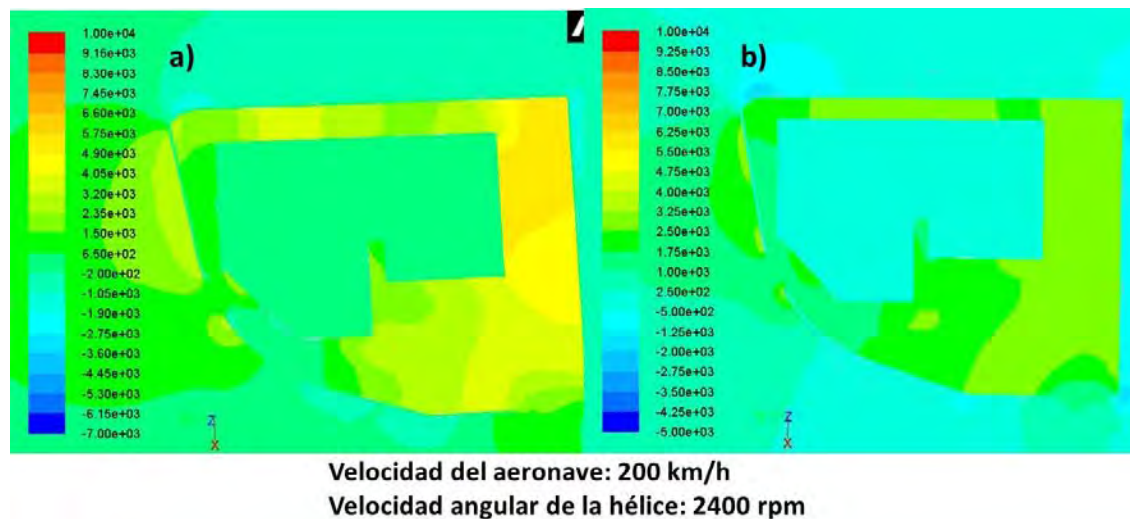 a)
1.00e+04
9.15e+03
8.30e+03
7.45e+03
6.60e+03
5.75e+03
4.90e+03
4.05e+03
3.20e+03
2.35e+03
1.50e+03
6.50e+02
-2.00e+02
-1.05e+03
-1.90e+03
-2.75e+03
-3.60e+03
-4.45e+03
-5.30e+03
-6.15e+03
-7.00e+03
Z
X
b)
1.00e+04
9.25e+03
8.50e+03
7.75e+03
7.00e+03
6.25e+03
5.50e+03
4.75e+03
4.00e+03
3.25e+03
2.50e+03
1.75e+03
1.00e+03
2.50e+02
-5.00e+02
-1.25e+03
-2.00e+03
-2.75e+03
-3.50e+03
-4.25e+03
-5.00e+03
Z
X
Velocidad del aeronave: 200 km/h
Velocidad angular de la hélice: 2400 rpm